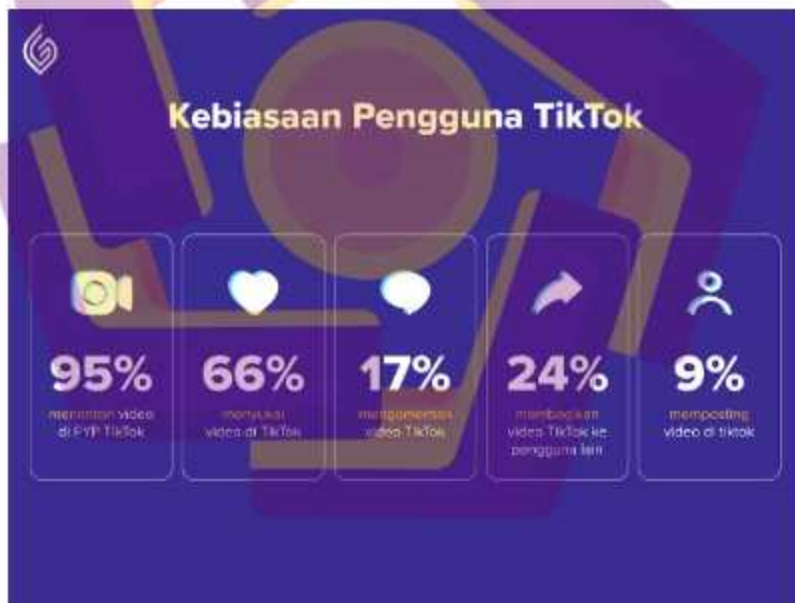 Kebiasaan Pengguna TikTok
95%
menonton video
di FYP TikTok
66%
menyukai
video di TikTok
17%
mengomentari
video TikTok
24%
membagikan
video TikTok ke
pengguna lain
9%
memposting
video di tiktok